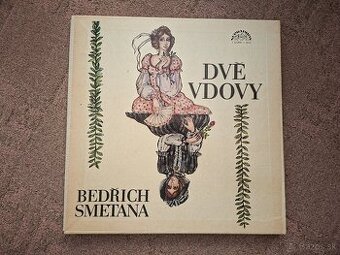 DVĚ
VDOVY
BEDŘICH
SMETANA